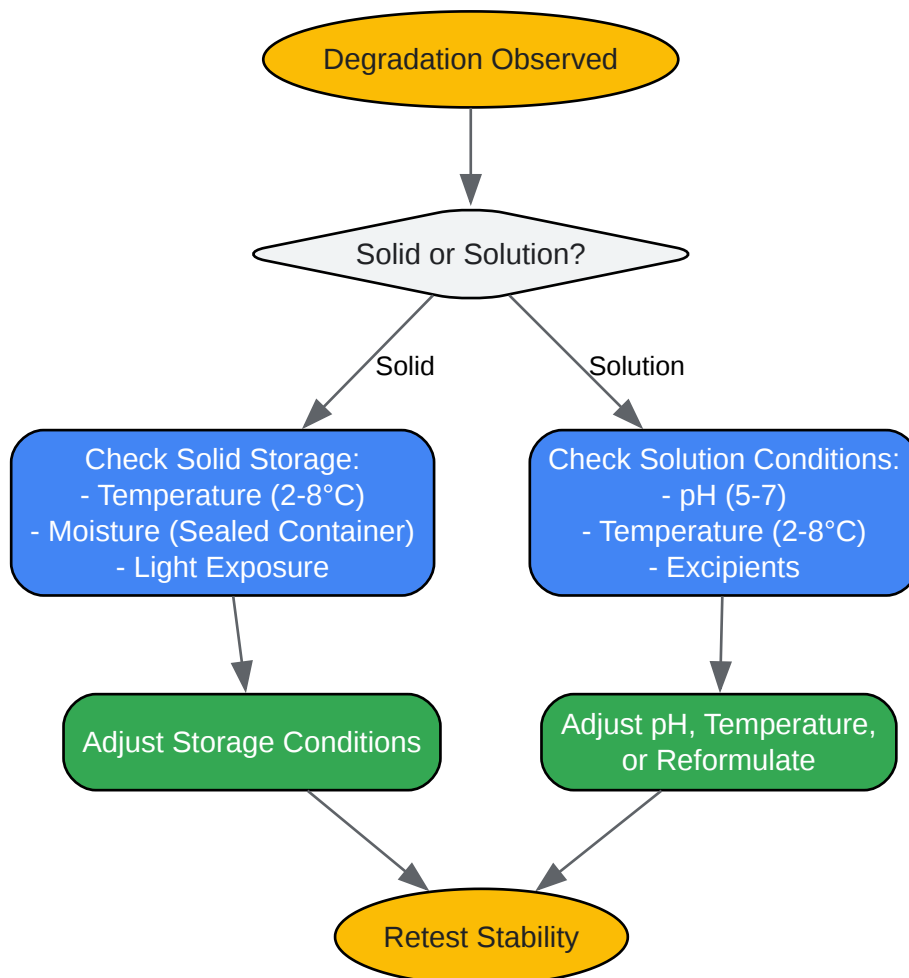 Degradation Observed
Solid or Solution?
Solid
Solution
Check Solid Storage:
- Temperature (2-8°C)
- Moisture (Sealed Container)
- Light Exposure
Check Solution Conditions:
- pH (5-7)
- Temperature (2-8°C)
- Excipients
Adjust Storage Conditions
Adjust pH, Temperature,
or Reformulate
Retest Stability